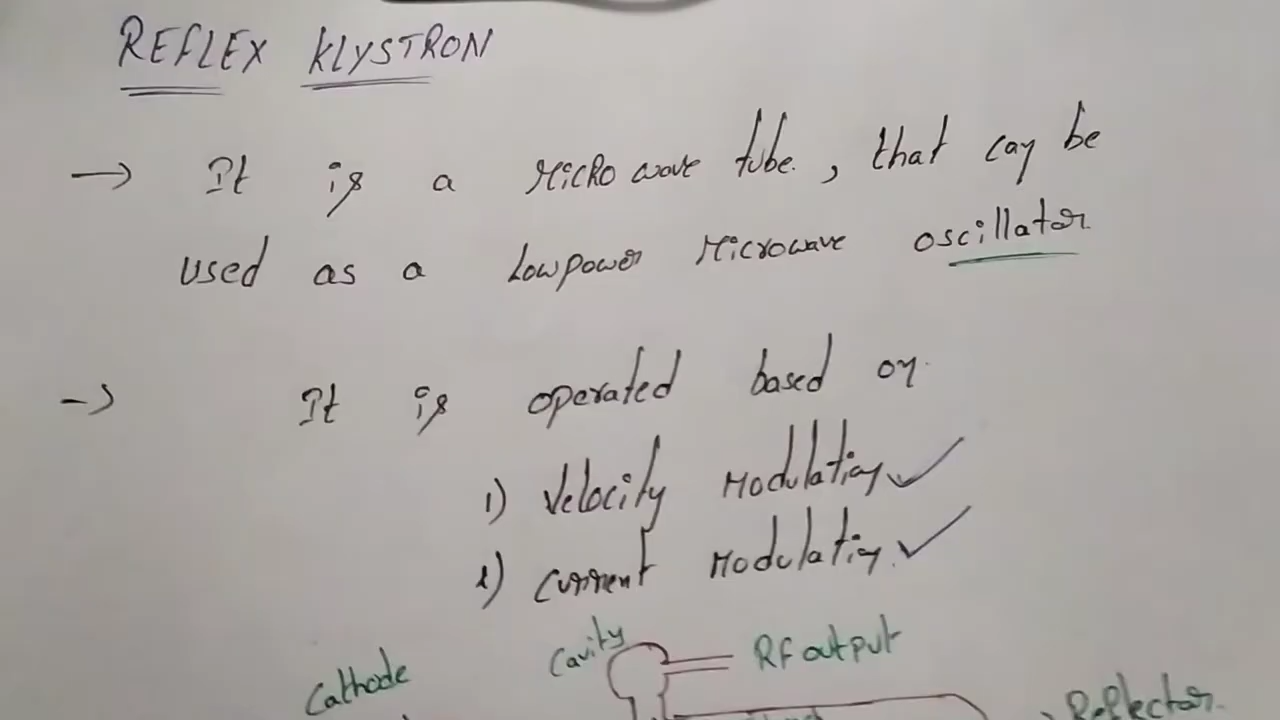 REFLEX KLYSTRON
→ It is a Microwave tube, that can be
used as a Lowpower Microwave oscillator
→ It is operated based on
1) Velocity Modulation ✓
2) Current Modulation. ✓
Cavity RF output
Cathode
Reflector.